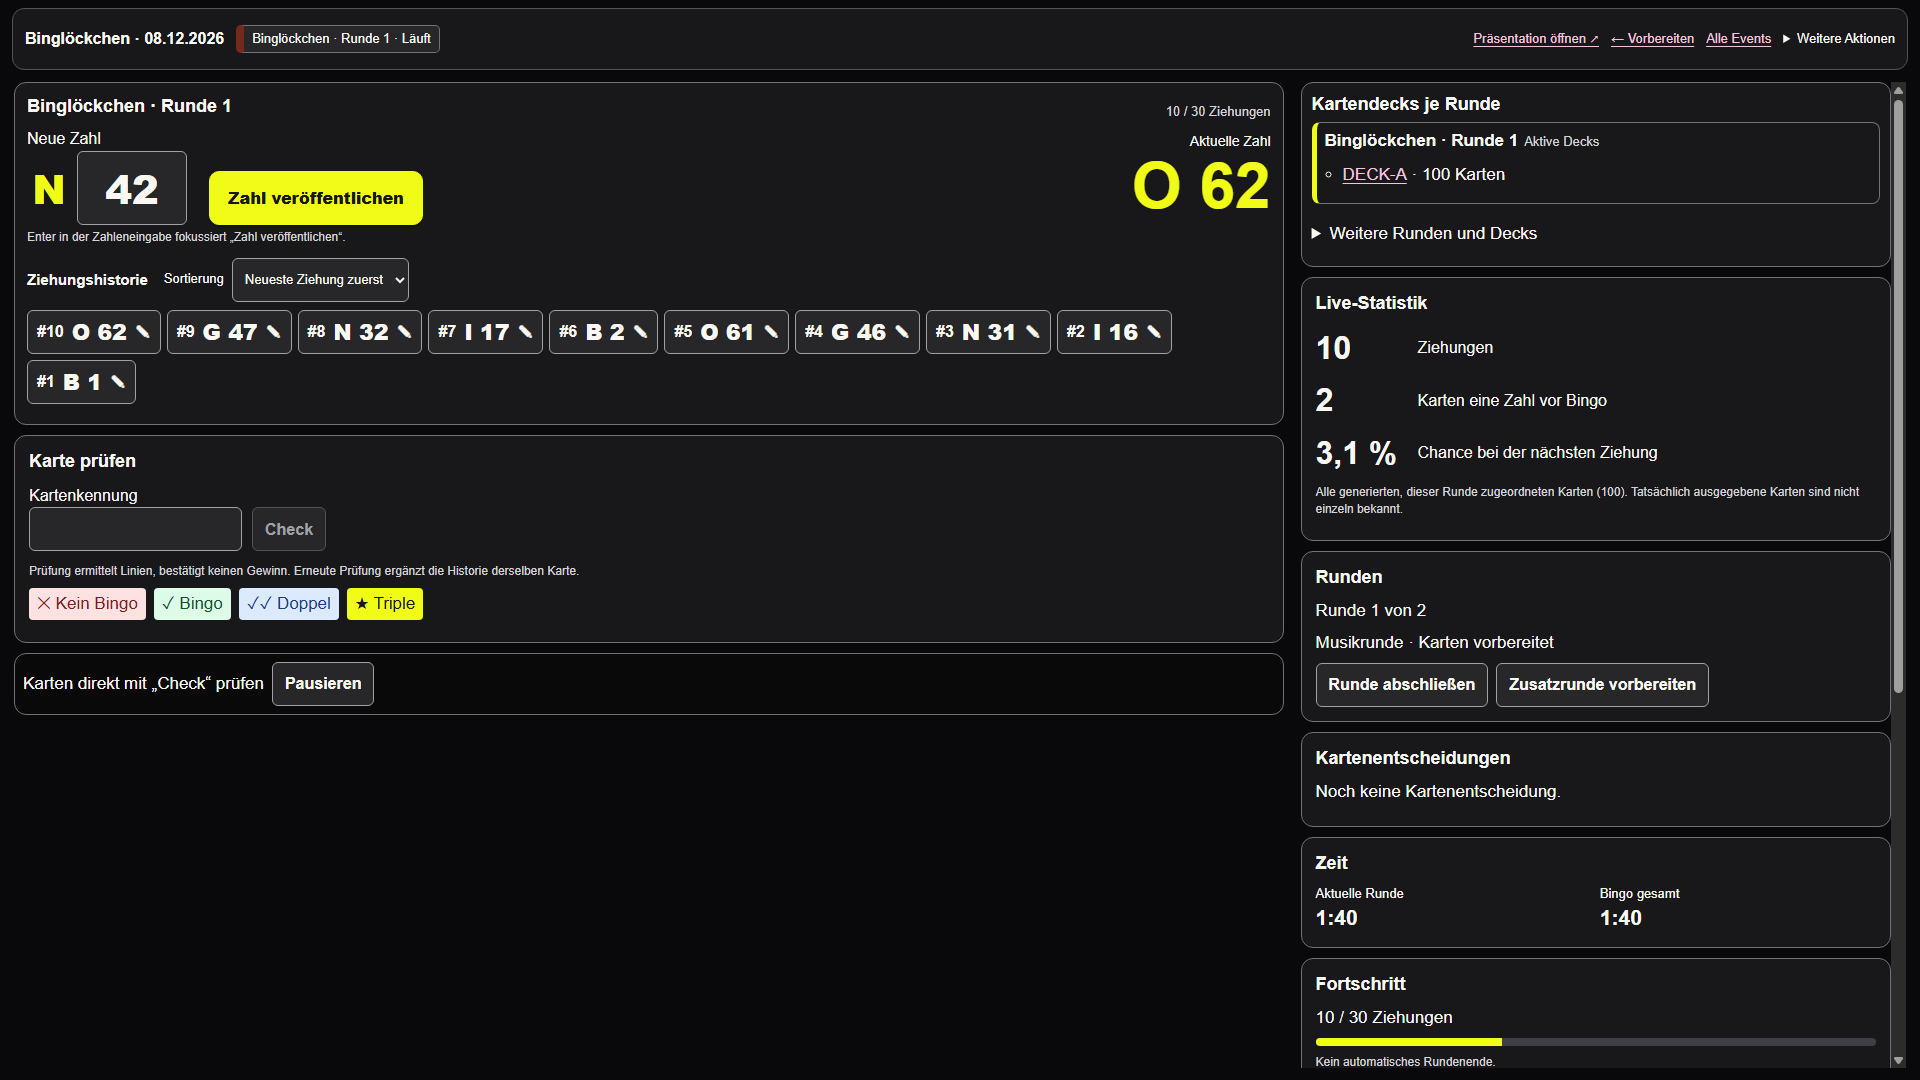 Binglöckchen · 08.12.2026
Binglöckchen · Runde 1 · Läuft
Präsentation öffnen ↗
← Vorbereiten
Alle Events
▶ Weitere Aktionen
Binglöckchen · Runde 1
10 / 30 Ziehungen
Neue Zahl
Aktuelle Zahl
N 42
Zahl veröffentlichen
O 62
Enter in der Zahleneingabe fokussiert „Zahl veröffentlichen“.
Ziehungshistorie
Sortierung
Neueste Ziehung zuerst
#10 O 62
#9 G 47
#8 N 32
#7 I 17
#6 B 2
#5 O 61
#4 G 46
#3 N 31
#2 I 16
#1 B 1
Karte prüfen
Kartenkennung
Check
Prüfung ermittelt Linien, bestätigt keinen Gewinn. Erneute Prüfung ergänzt die Historie derselben Karte.
✕ Kein Bingo
✓ Bingo
✓✓ Doppel
★ Triple
Karten direkt mit „Check“ prüfen
Pausieren
Kartendecks je Runde
Binglöckchen · Runde 1 Aktive Decks
DECK-A · 100 Karten
▶ Weitere Runden und Decks
Live-Statistik
10 Ziehungen
2 Karten eine Zahl vor Bingo
3,1 % Chance bei der nächsten Ziehung
Alle generierten, dieser Runde zugeordneten Karten (100). Tatsächlich ausgegebene Karten sind nicht
einzeln bekannt.
Runden
Runde 1 von 2
Musikrunde · Karten vorbereitet
Runde abschließen
Zusatzrunde vorbereiten
Kartenentscheidungen
Noch keine Kartenentscheidung.
Zeit
Aktuelle Runde
Bingo gesamt
1:40
1:40
Fortschritt
10 / 30 Ziehungen
Kein automatisches Rundenende.